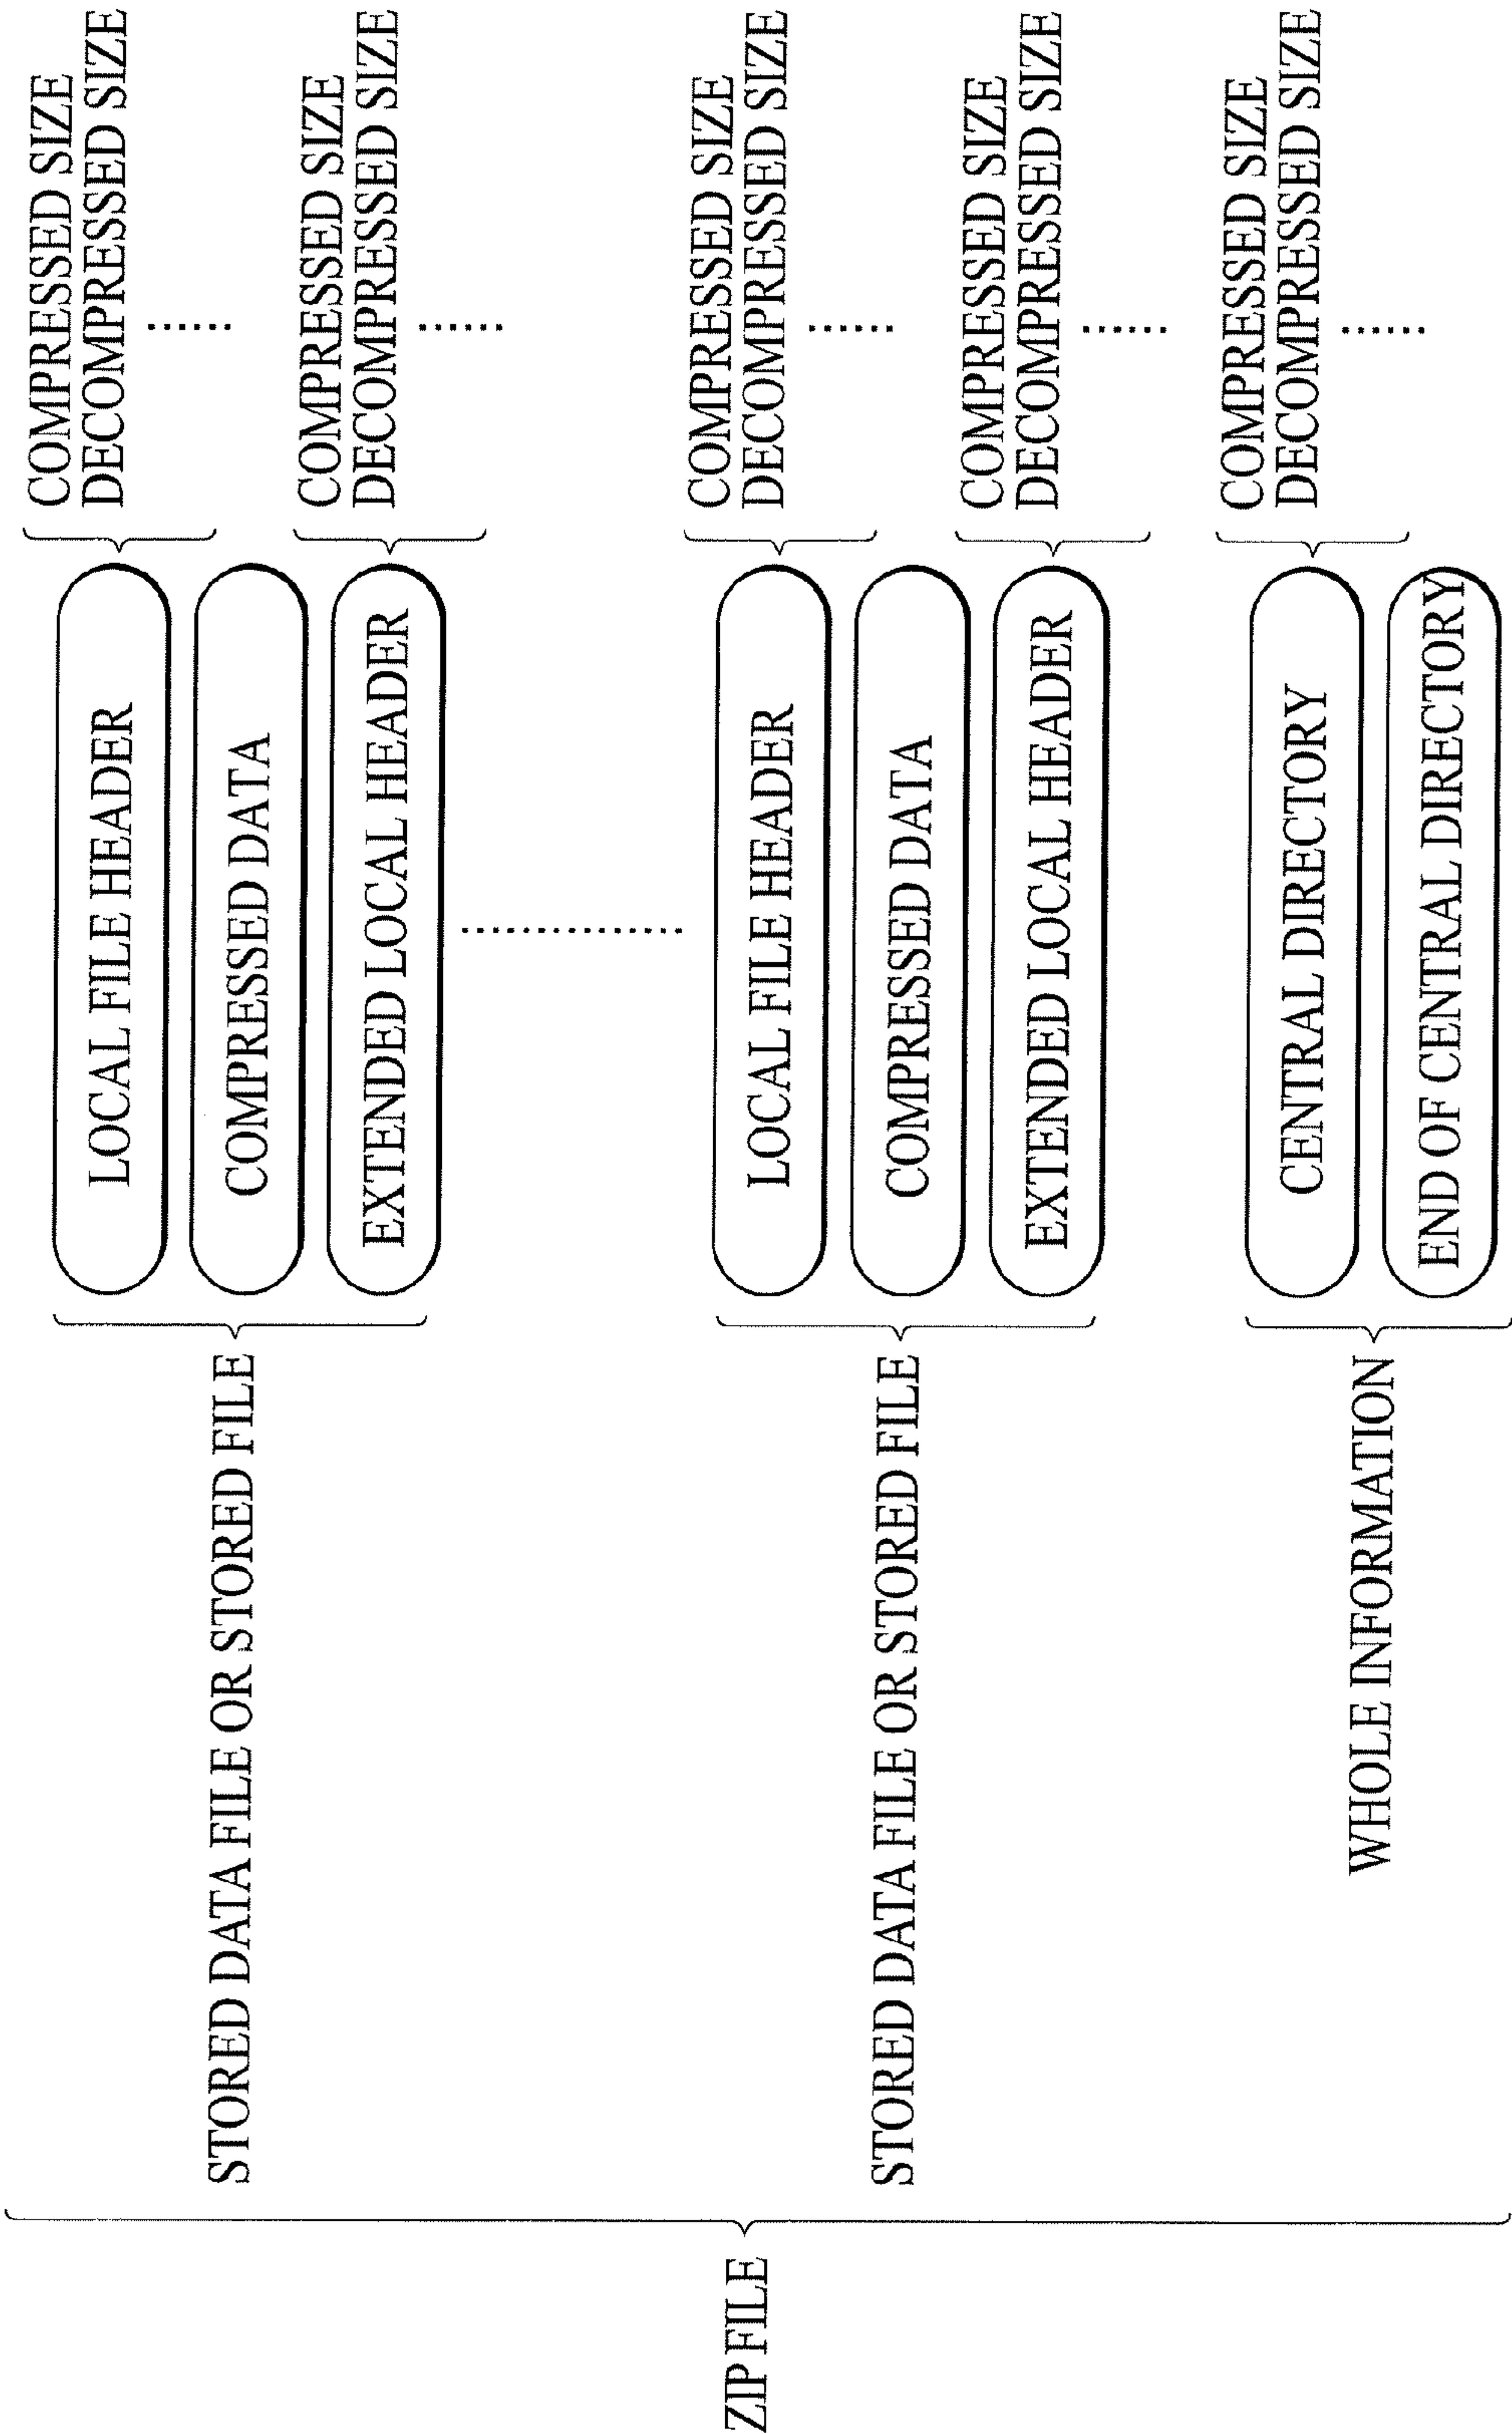 ZIP FILE
STORED DATA FILE OR STORED FILE
LOCAL FILE HEADER
COMPRESSED SIZE
DECOMPRESSED SIZE
......
COMPRESSED DATA
EXTENDED LOCAL HEADER
COMPRESSED SIZE
DECOMPRESSED SIZE
......
..............
STORED DATA FILE OR STORED FILE
LOCAL FILE HEADER
COMPRESSED SIZE
DECOMPRESSED SIZE
......
COMPRESSED DATA
EXTENDED LOCAL HEADER
COMPRESSED SIZE
DECOMPRESSED SIZE
......
WHOLE INFORMATION
CENTRAL DIRECTORY
COMPRESSED SIZE
DECOMPRESSED SIZE
......
END OF CENTRAL DIRECTORY